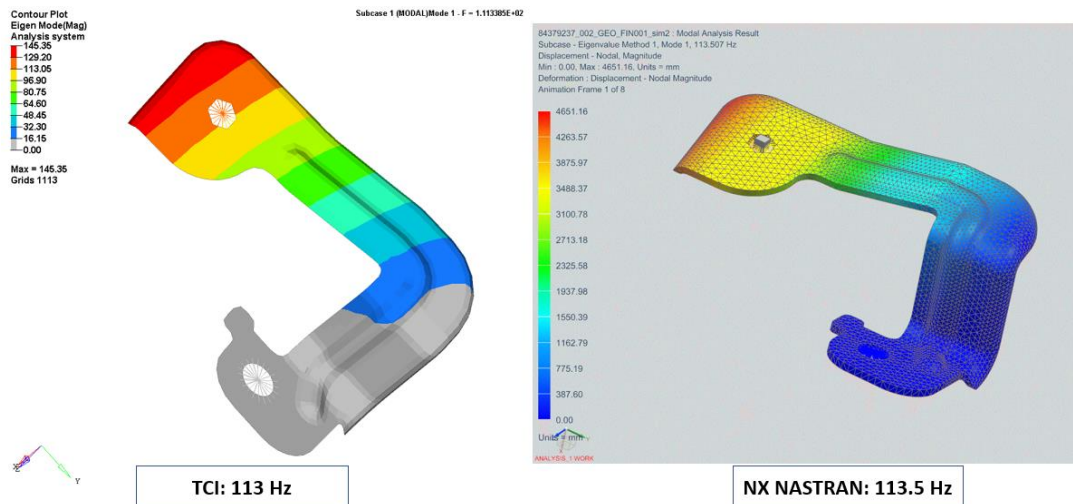 Contour Plot
Eigen Mode(Mag)
Analysis system
145.35
129.20
113.05
96.90
80.75
64.60
48.45
32.30
16.15
0.00
Max = 145.35
Grids 1113
Subcase 1 (MODAL)Mode 1 - F = 1.113385E+02
Y
TCI: 113 Hz
84379237_002_GEO_FIN001_sim2 : Modal Analysis Result
Subcase - Eigenvalue Method 1, Mode 1, 113.507 Hz
Displacement - Nodal, Magnitude
Min : 0.00, Max : 4651.16, Units = mm
Deformation : Displacement - Nodal Magnitude
Animation Frame 1 of 8
4651.16
4263.57
3875.97
3488.37
3100.78
2713.18
2325.58
1937.98
1550.39
1162.79
775.19
387.60
0.00
Units = mm
ANALYSIS_1 WORK
NX NASTRAN: 113.5 Hz